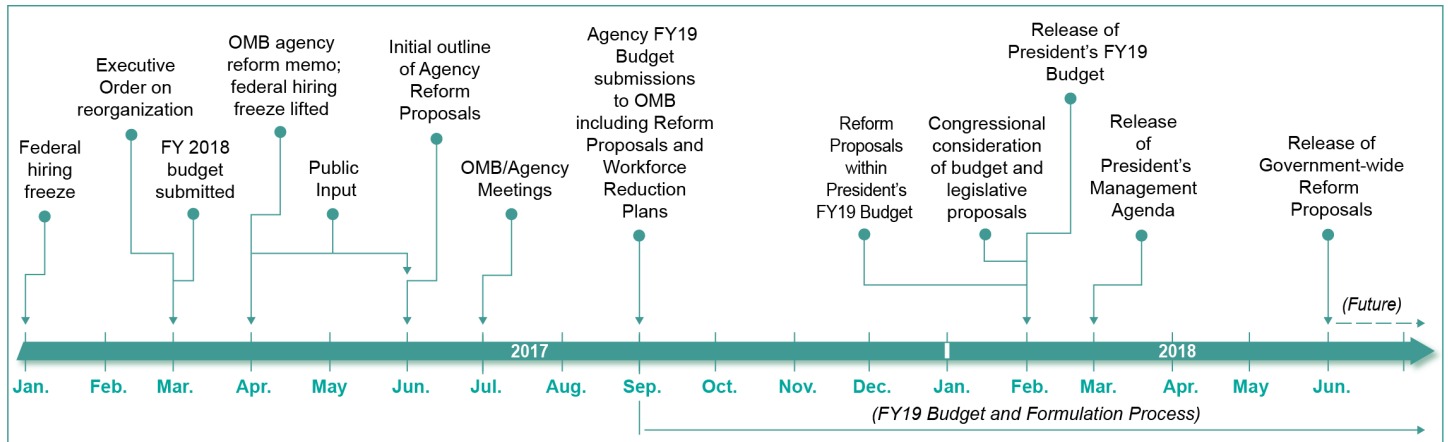 Federal
hiring
freeze
Executive
Order on
reorganization
FY 2018
budget
submitted
OMB agency
reform memo;
federal hiring
freeze lifted
Public
Input
Initial outline
of Agency
Reform
Proposals
OMB/Agency
Meetings
Agency FY19
Budget
submissions
to OMB
including Reform
Proposals and
Workforce
Reduction
Plans
Reform
Proposals
within
President’s
FY19 Budget
Congressional
consideration
of budget and
legislative
proposals
Release of
President’s FY19
Budget
Release
of
President’s
Management
Agenda
Release of
Government-wide
Reform
Proposals
(Future)
2017
2018
Jan.
Feb.
Mar.
Apr.
May
Jun.
Jul.
Aug.
Sep.
Oct.
Nov.
Dec.
Jan.
Feb.
Mar.
Apr.
May
Jun.
(FY19 Budget and Formulation Process)